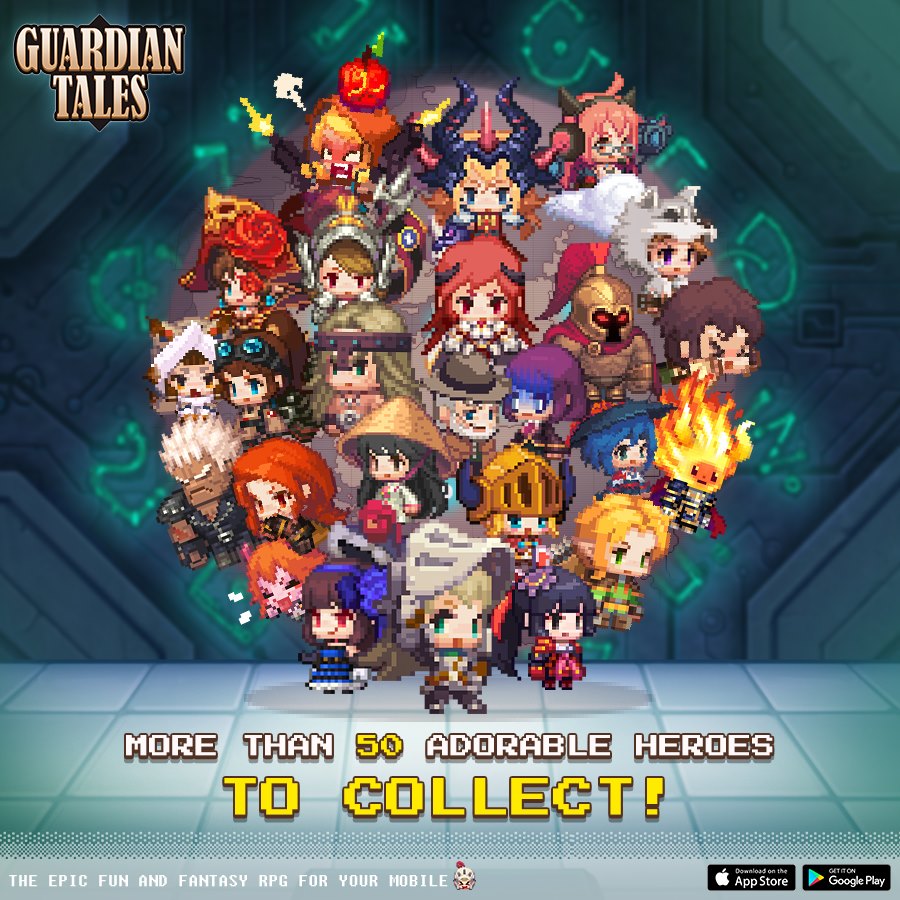 GUARDIAN
TALES
MORE THAN 50 ADORABLE HEROES
TO COLLECT!
THE EPIC FUN AND FANTASY RPG FOR YOUR MOBILE
Download on the
App Store
GET IT ON
Google Play